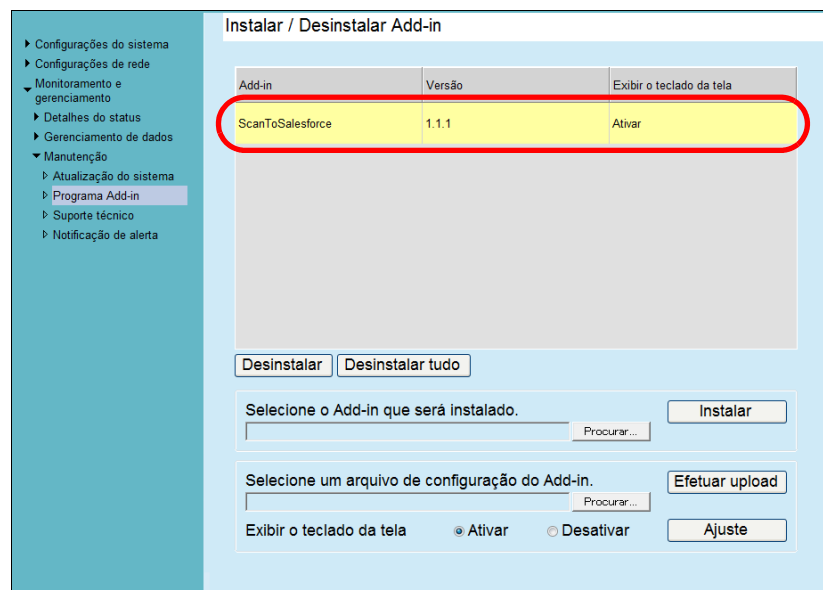 Configurações do sistema
Configurações de rede
Monitoramento e
gerenciamento
Detalhes do status
Gerenciamento de dados
Manutenção
Atualização do sistema
Programa Add-in
Suporte técnico
Notificação de alerta
Instalar / Desinstalar Add-in
Add-in Versão Exibir o teclado da tela
ScanToSalesforce 1.1.1 Ativar
Desinstalar Desinstalar tudo
Selecione o Add-in que será instalado. Instalar
Procurar...
Selecione um arquivo de configuração do Add-in. Efetuar upload
Procurar...
Exibir o teclado da tela Ativar Desativar Ajuste